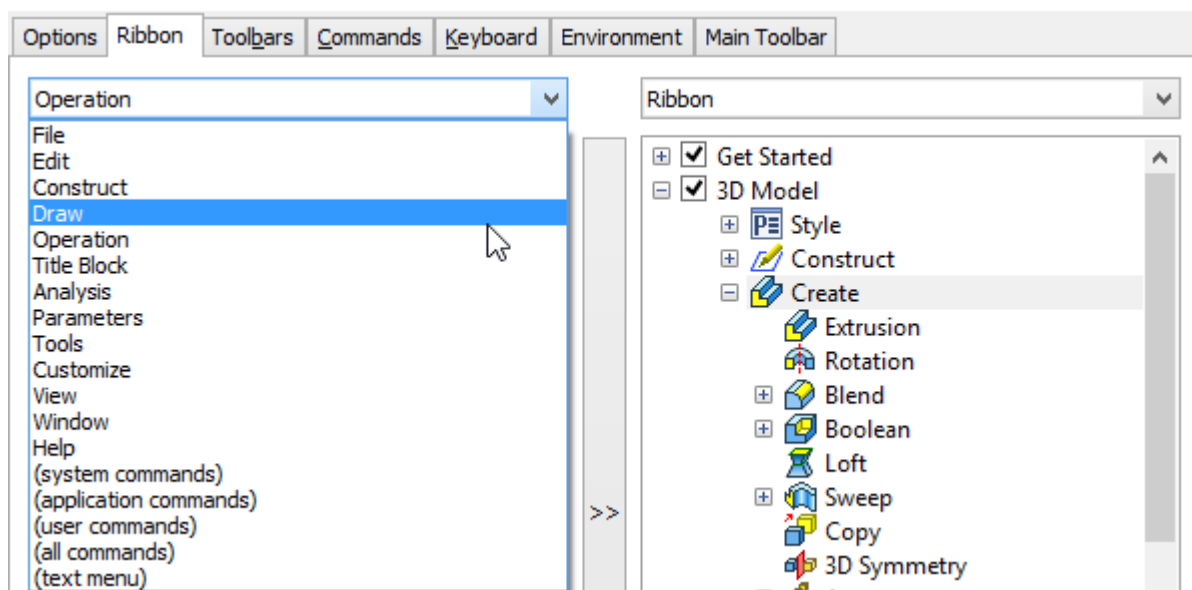 Options Ribbon Toolbars Commands Keyboard Environment Main Toolbar
Operation
File
Edit
Construct
Draw
Operation
Title Block
Analysis
Parameters
Tools
Customize
View
Window
Help
(system commands)
(application commands)
(user commands)
(all commands)
(text menu)
>>
Ribbon
Get Started
3D Model
Style
Construct
Create
Extrusion
Rotation
Blend
Boolean
Loft
Sweep
Copy
3D Symmetry